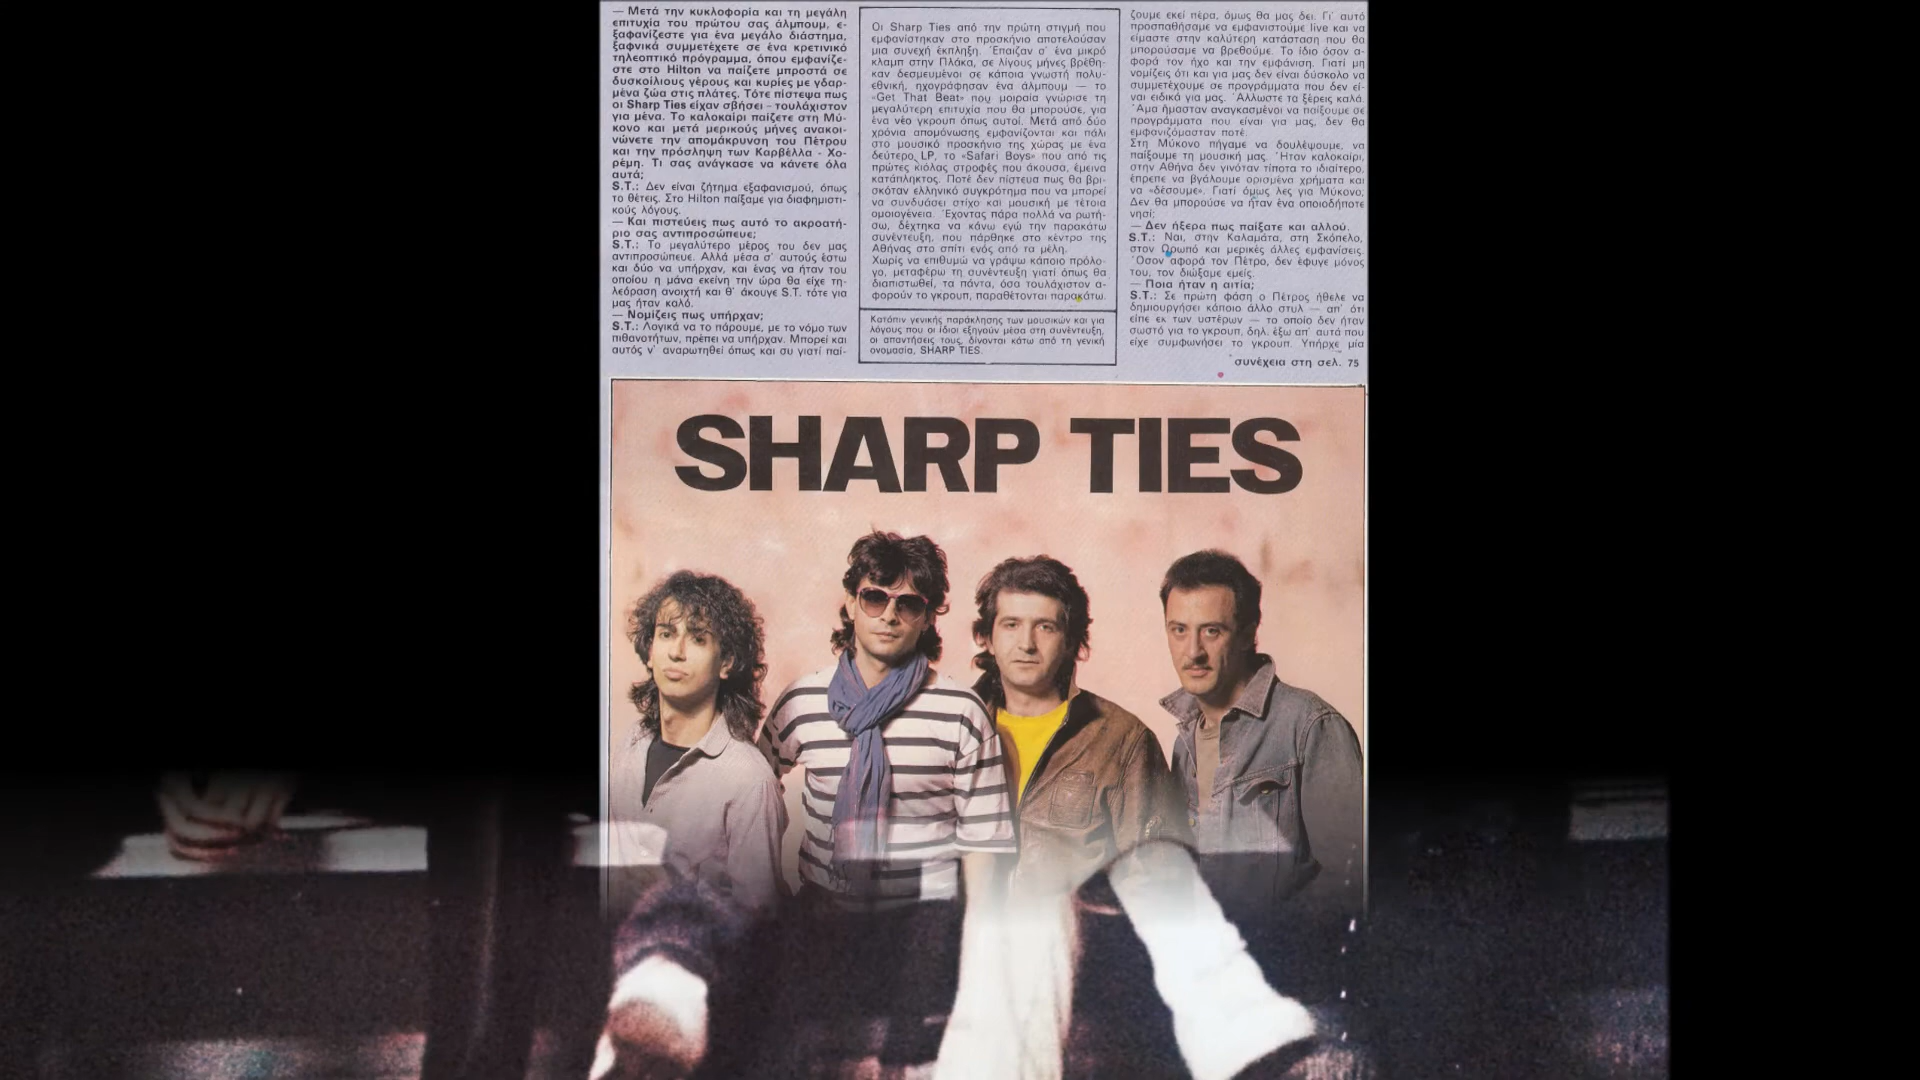 — Μετά την κυκλοφορία και τη μεγάλη
επιτυχία του πρώτου σας άλμπουμ, ε-
ξαφανίζεστε για ένα μεγάλο διάστημα,
ξαφνικά συμμετέχετε σε ένα κρετινικό
τηλεοπτικό πρόγραμμα, όπου εμφανίζε-
στε στο Hilton να παίζετε μπροστά σε
δυσκοίλιους γέρους και κυρίες με γδαρ-
μένα ζώα στις πλάτες. Τότε πίστεψα πως
οι Sharp Ties είχαν σβήσει - τουλάχιστον
για μένα. Το καλοκαίρι παίζετε στη Μύ-
κονο και μετά μερικούς μήνες ανακοι-
νώνετε την απομάκρυνση του Πέτρου
και την πρόσληψη των Καρβέλλα - Χο-
ρέμη. Τι σας ανάγκασε να κάνετε όλα
αυτά;
S.T.: Δεν είναι ζήτημα εξαφανισμού, όπως
το θέτεις. Στο Hilton παίξαμε για διαφημιστι-
κούς λόγους.
— Και πιστεύεις πως αυτό το ακροατή-
ριο σας αντιπροσώπευε;
S.T.: Το μεγαλύτερο μέρος του δεν μας
αντιπροσώπευε. Αλλά μέσα σ' αυτούς έστω
και δύο να υπήρχαν, και ένας να ήταν του
οποίου η μάνα εκείνη την ώρα θα είχε τη-
λεόραση ανοιχτή και θ' άκουγε S.T. τότε για
μας ήταν καλό.
— Νομίζεις πως υπήρχαν;
S.T.: Λογικά να το πάρουμε, με το νόμο των
πιθανοτήτων, πρέπει να υπήρχαν. Μπορεί και
αυτός ν' αναρωτηθεί όπως και συ γιατί παί-
Οι Sharp Ties από την πρώτη στιγμή που
εμφανίστηκαν στο προσκήνιο αποτελούσαν
μια συνεχή έκπληξη. Έπαιζαν σ' ένα μικρό
κλαμπ στην Πλάκα, σε λίγους μήνες βρέθη-
καν δεσμευμένοι σε κάποια γνωστή πολυ-
εθνική, ηχογράφησαν ένα άλμπουμ — το
«Get That Beat» που μοιραία γνώρισε τη
μεγαλύτερη επιτυχία που θα μπορούσε, για
ένα νέο γκρουπ όπως αυτοί. Μετά από δύο
χρόνια απομόνωσης εμφανίζονται και πάλι
στο μουσικό προσκήνιο της χώρας με ένα
δεύτερο LP, το «Safari Boys» που από τις
πρώτες κιόλας στροφές που άκουσα, έμεινα
κατάπληκτος. Ποτέ δεν πίστευα πως θα βρι-
σκόταν ελληνικό συγκρότημα που να μπορεί
να συνδυάσει στίχο και μουσική με τέτοια
ομοιογένεια. Έχοντας πάρα πολλά να ρωτή-
σω, δέχτηκα να κάνω εγώ την παρακάτω
συνέντευξη, που πάρθηκε στο κέντρο της
Αθήνας στο σπίτι ενός από τα μέλη.
Χωρίς να επιθυμώ να γράψω κάποιο πρόλο-
γο, μεταφέρω τη συνέντευξη γιατί όπως θα
διαπιστωθεί, τα πάντα, όσα τουλάχιστον α-
φορούν το γκρουπ, παραθέτονται παρακάτω.
Κατόπιν γενικής παράκλησης των μουσικών και για
λόγους που οι ίδιοι εξηγούν μέσα στη συνέντευξη,
οι απαντήσεις τους, δίνονται κάτω από τη γενική
ονομασία, SHARP TIES.
ζουμε εκεί πέρα, όμως θα μας δει. Γι' αυτό
προσπαθήσαμε να εμφανιστούμε live και να
είμαστε στην καλύτερη κατάσταση που θα
μπορούσαμε να βρεθούμε. Το ίδιο όσον α-
φορά τον ήχο και την εμφάνιση. Γιατί μη
νομίζεις ότι και για μας δεν είναι δύσκολο να
συμμετέχουμε σε προγράμματα που δεν εί-
ναι ειδικά για μας. Άλλωστε τα ξέρεις καλά.
Άμα ήμασταν αναγκασμένοι να παίξουμε σε
προγράμματα που είναι για μας, δεν θα
εμφανιζόμασταν ποτέ.
Στη Μύκονο πήγαμε να δουλέψουμε, να
παίξουμε τη μουσική μας. Ήταν καλοκαίρι,
στην Αθήνα δεν γινόταν τίποτα το ιδιαίτερο,
έπρεπε να βγάλουμε ορισμένα χρήματα και
να «δέσουμε». Γιατί όμως λες για Μύκονο;
Δεν θα μπορούσε να ήταν ένα οποιοδήποτε
νησί;
— Δεν ήξερα πως παίξατε και αλλού.
S.T.: Ναι, στην Καλαμάτα, στη Σκόπελο,
στον Ωρωπό και μερικές άλλες εμφανίσεις.
Όσον αφορά τον Πέτρο, δεν έφυγε μόνος
του, τον διώξαμε εμείς.
— Ποια ήταν η αιτία;
S.T.: Σε πρώτη φάση ο Πέτρος ήθελε να
δημιουργήσει κάποιο άλλο στυλ — απ' ότι
είπε εκ των υστέρων — το οποίο δεν ήταν
σωστό για το γκρουπ, δηλ. έξω απ' αυτά που
είχε συμφωνήσει το γκρουπ. Υπήρχε μία
συνέχεια στη σελ. 75
SHARP TIES